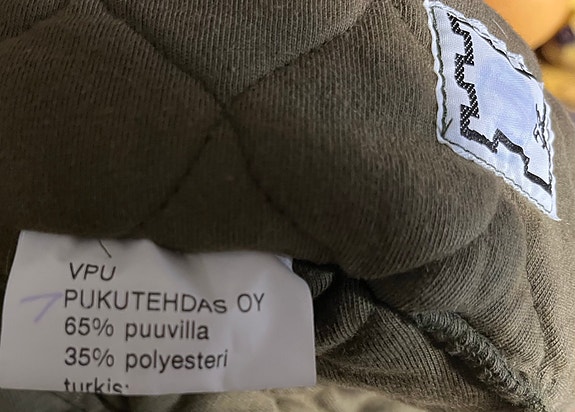 VPU
PUKUTEHDAS OY
65% puuvilla
35% polyesteri
turkis: